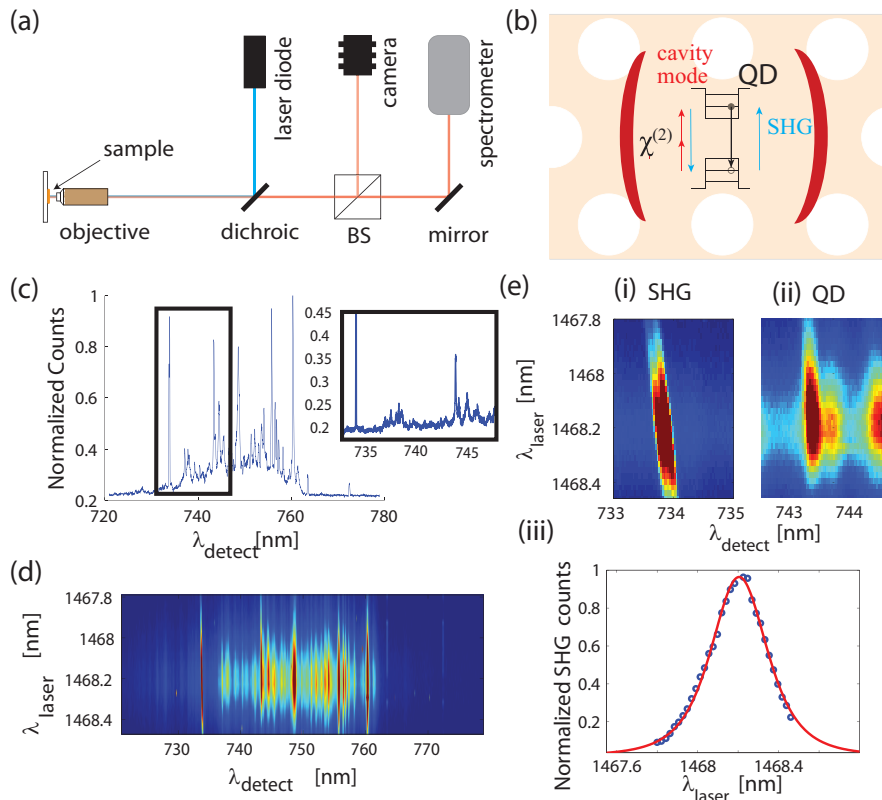 (a)
laser diode
camera
spectrometer
sample
objective
dichroic
BS
mirror
(b)
cavity
mode
QD
χ(2)
SHG
(c)
Normalized Counts
1
0.8
0.6
0.4
0.2
720
740
760
780
λdetect [nm]
0.45
0.4
0.35
0.3
0.25
0.2
735
740
745
(d)
λlaser [nm]
1467.8
1468
1468.2
1468.4
730
740
750
760
770
λdetect [nm]
(e)
(i) SHG
(ii) QD
λlaser
1467.8
1468
1468.2
1468.4
733
734
735
743
744
λdetect [nm]
(iii)
Normalized SHG counts
1
0.8
0.6
0.4
0.2
1467.6
1468
1468.4
λlaser [nm]